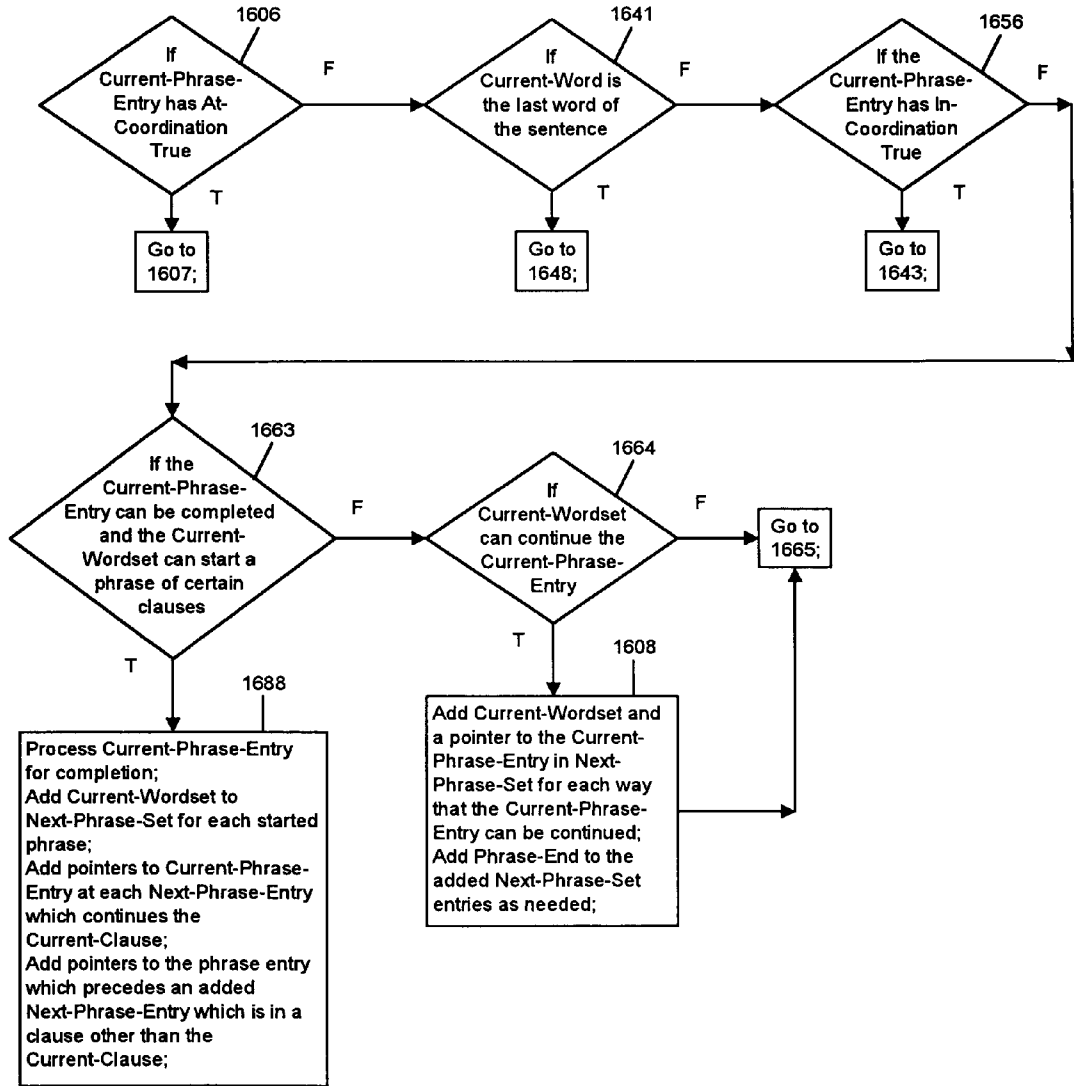 1606
If
Current-Phrase-
Entry has At-
Coordination
True
F
T
Go to
1607;
1641
If
Current-Word is
the last word of
the sentence
F
T
Go to
1648;
1656
If the
Current-Phrase-
Entry has In-
Coordination
True
F
T
Go to
1643;
1663
If the
Current-Phrase-
Entry can be completed
and the Current-
Wordset can start a
phrase of certain
clauses
F
T
1664
If
Current-Wordset
can continue the
Current-Phrase-
Entry
F
T
Go to
1665;
1688
Process Current-Phrase-Entry
for completion;
Add Current-Wordset to
Next-Phrase-Set for each started
phrase;
Add pointers to Current-Phrase-
Entry at each Next-Phrase-Entry
which continues the
Current-Clause;
Add pointers to the phrase entry
which precedes an added
Next-Phrase-Entry which is in a
clause other than the
Current-Clause;
1608
Add Current-Wordset and
a pointer to the Current-
Phrase-Entry in Next-
Phrase-Set for each way
that the Current-Phrase-
Entry can be continued;
Add Phrase-End to the
added Next-Phrase-Set
entries as needed;